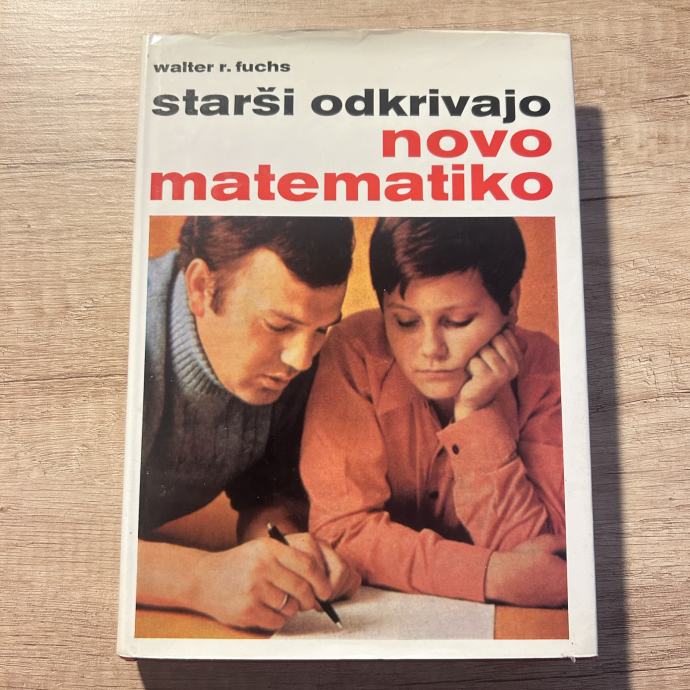 walter r. fuchs
starši odkrivajo
novo
matematiko